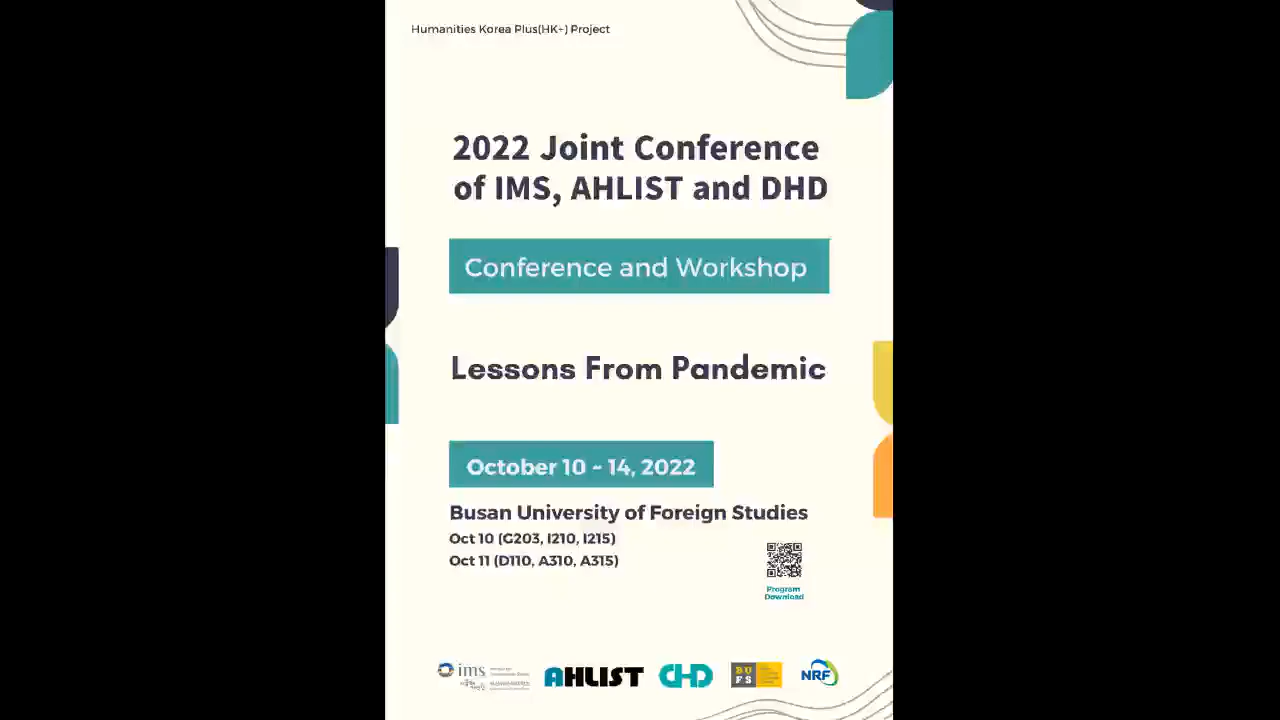 Humanities Korea Plus(HK+) Project
2022 Joint Conference
of IMS, AHLIST and DHD
Conference and Workshop
Lessons From Pandemic
October 10 ~ 14, 2022
Busan University of Foreign Studies
Oct 10 (G203, I210, I215)
Oct 11 (D110, A310, A315)
Program
Download
ims
AHLIST
DHD
BU
FS
NRF